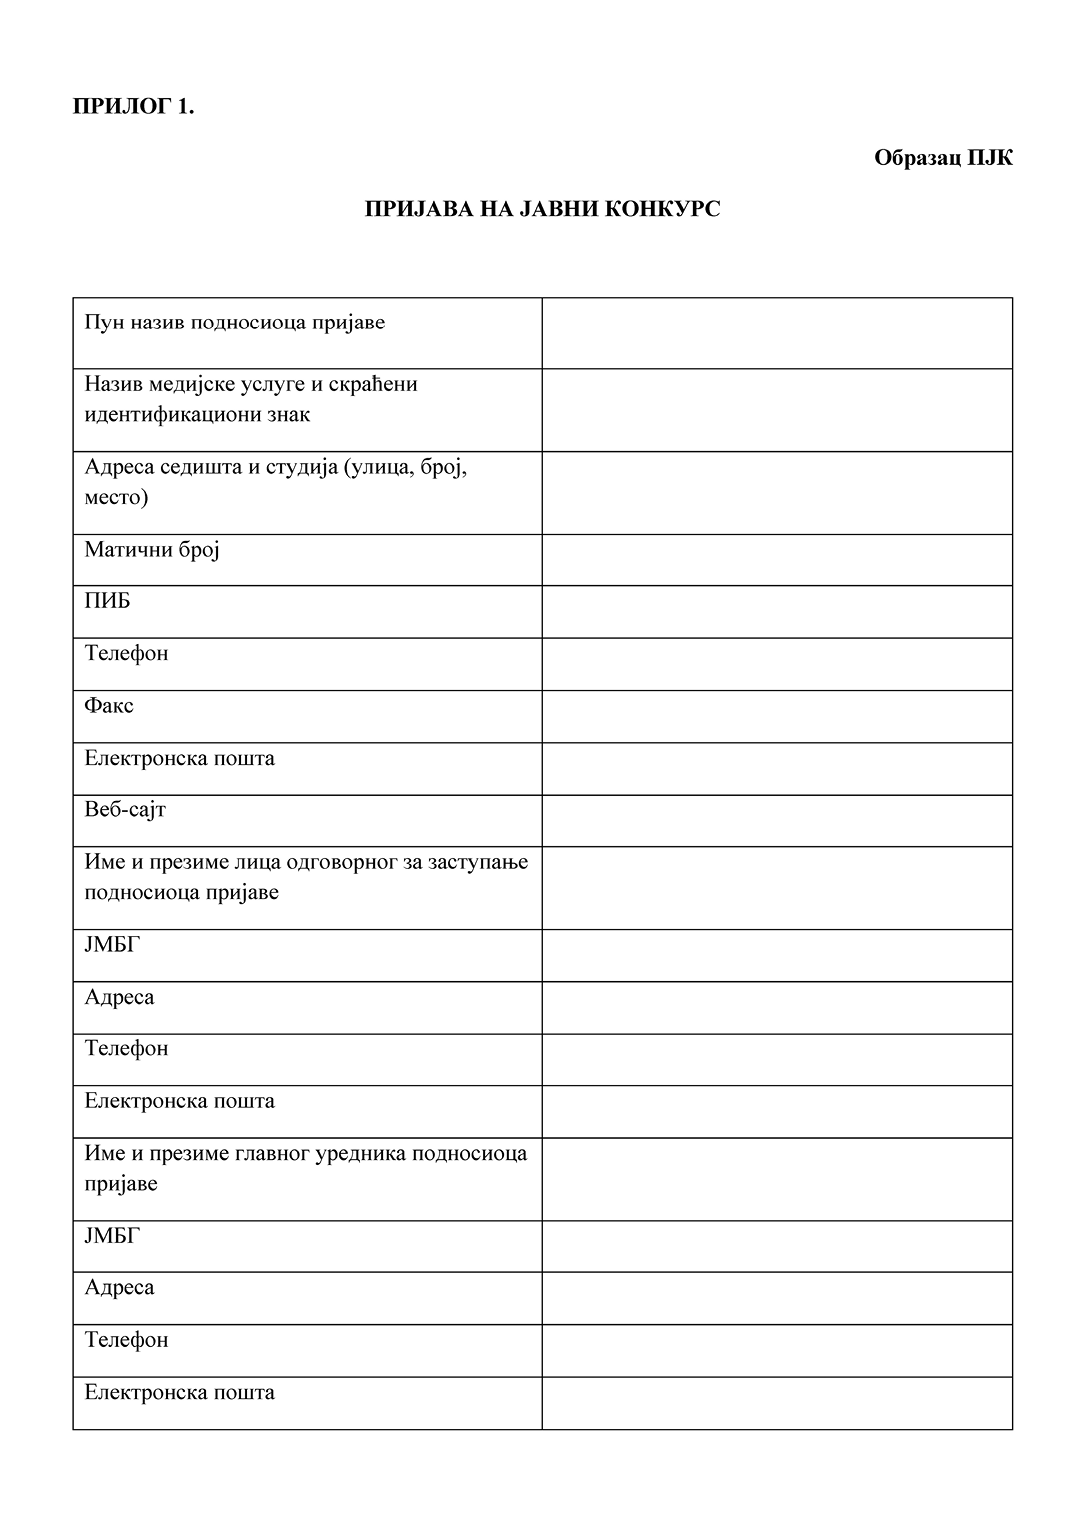 ПРИЛОГ 1.
Образац ПЈК
ПРИЈАВА НА ЈАВНИ КОНКУРС
Пун назив подносиоца пријаве
Назив медијске услуге и скраћени
идентификациони знак
Адреса седишта и студија (улица, број,
место)
Матични број
ПИБ
Телефон
Факс
Електронска пошта
Веб-сајт
Име и презиме лица одговорног за заступање
подносиоца пријаве
ЈМБГ
Адреса
Телефон
Електронска пошта
Име и презиме главног уредника подносиоца
пријаве
ЈМБГ
Адреса
Телефон
Електронска пошта